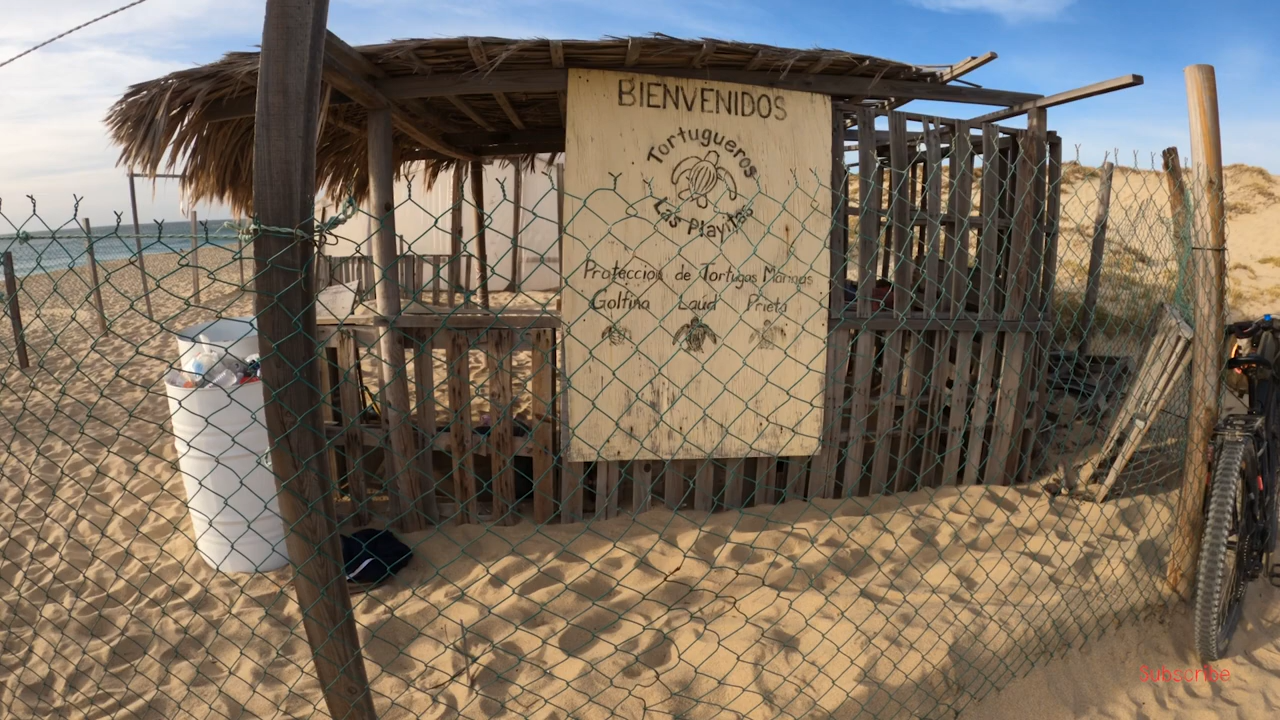 BIENVENIDOS
Tortugueros
Las Playitas
Protección de Tortugas Marinas
Golfina Laud Prieta
Subscribe